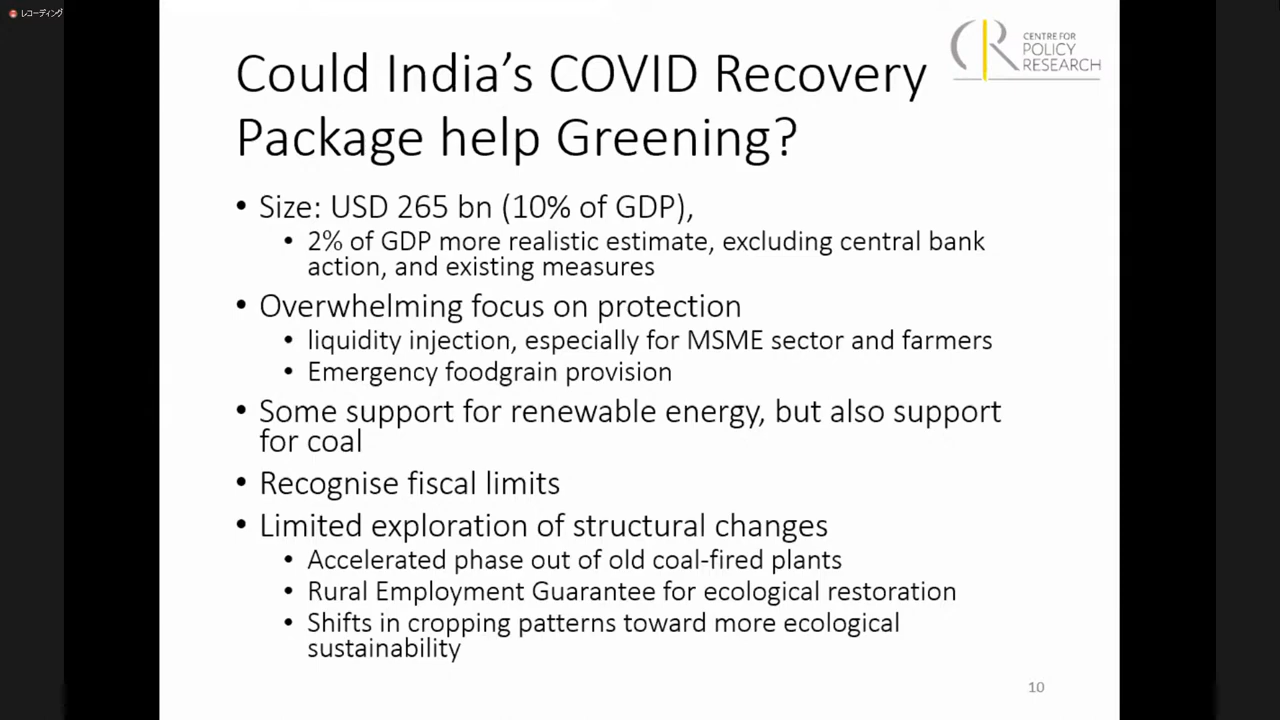 レコーディング
Could India's COVID Recovery
Package help Greening?
CENTRE FOR
POLICY
RESEARCH
• Size: USD 265 bn (10% of GDP),
• 2% of GDP more realistic estimate, excluding central bank
action, and existing measures
• Overwhelming focus on protection
• liquidity injection, especially for MSME sector and farmers
• Emergency foodgrain provision
• Some support for renewable energy, but also support
for coal
• Recognise fiscal limits
• Limited exploration of structural changes
• Accelerated phase out of old coal-fired plants
• Rural Employment Guarantee for ecological restoration
• Shifts in cropping patterns toward more ecological
sustainability
10